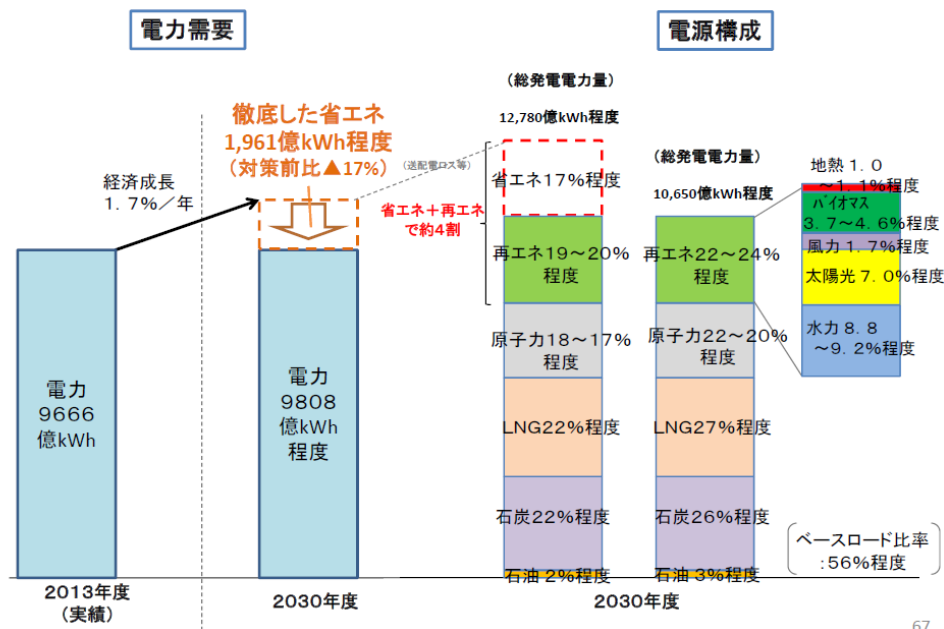 電力需要
電源構成
(総発電電力量)
12,780億kWh程度
徹底した省エネ
1,961億kWh程度
(対策前比▲17%)
(送配電ロス等)
経済成長
1.7%/年
省エネ+再エネ
で約4割
電力
9666
億kWh
電力
9808
億kWh
程度
省エネ17%程度
再エネ19~20%
程度
原子力18~17%
程度
LNG22%程度
石炭22%程度
石油 2%程度
(総発電電力量)
10,650億kWh程度
再エネ22~24%
程度
原子力22~20%
程度
LNG27%程度
石炭26%程度
石油 3%程度
地熱 1.0
~1.1%程度
バイオマス
3.7~4.6%程度
風力 1.7%程度
太陽光 7.0%程度
水力 8.8
~9.2%程度
ベースロード比率
:56%程度
2013年度
(実績)
2030年度
2030年度
67